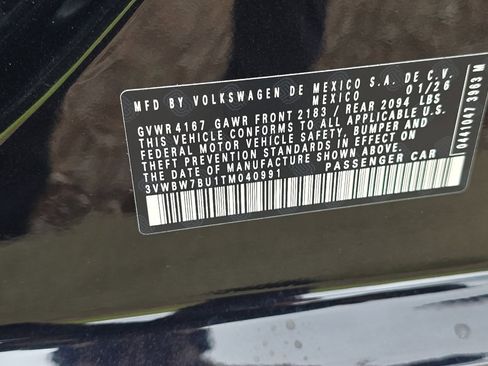 MFD BY VOLKSWAGEN DE MEXICO S.A. DE C.V.
MEXICO 01/26
GVWR 4167 GAWR FRONT 2183 / REAR 2094 LBS
THIS VEHICLE CONFORMS TO ALL APPLICABLE U.S.
FEDERAL MOTOR VEHICLE SAFETY, BUMPER AND
THEFT PREVENTION STANDARDS IN EFFECT ON
THE DATE OF MANUFACTURE SHOWN ABOVE.
3VWBW7BU1TM040991 PASSENGER CAR
0441047 3963 M